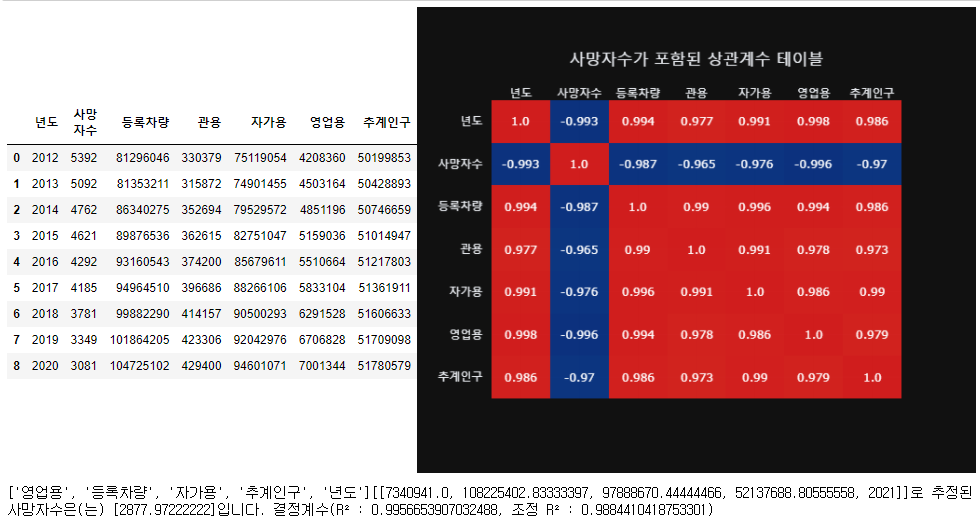 년도 사망자수 등록차량 관용 자가용 영업용 추계인구
0 2012 5392 81296046 330379 75119054 4208360 50199853
1 2013 5092 81353211 315872 74901455 4503164 50428893
2 2014 4762 86340275 352694 79529572 4851196 50746659
3 2015 4621 89876536 362615 82751047 5159036 51014947
4 2016 4292 93160543 374200 85679611 5510664 51217803
5 2017 4185 94964510 396686 88266106 5833104 51361911
6 2018 3781 99882290 414157 90500293 6291528 51606633
7 2019 3349 101864205 423306 92042976 6706828 51709098
8 2020 3081 104725102 429400 94601071 7001344 51780579
사망자수가 포함된 상관계수 테이블
년도 사망자수 등록차량 관용 자가용 영업용 추계인구
년도 1.0 -0.993 0.994 0.977 0.991 0.998 0.986
사망자수 -0.993 1.0 -0.987 -0.965 -0.976 -0.996 -0.97
등록차량 0.994 -0.987 1.0 0.99 0.996 0.994 0.986
관용 0.977 -0.965 0.99 1.0 0.991 0.978 0.973
자가용 0.991 -0.976 0.996 0.991 1.0 0.986 0.99
영업용 0.998 -0.996 0.994 0.978 0.986 1.0 0.979
추계인구 0.986 -0.97 0.986 0.973 0.99 0.979 1.0
['영업용', '등록차량', '자가용', '추계인구', '년도'][[7340941.0, 108225402.83333397, 97888670.44444466, 52137688.80555558, 2021]]로 추정된
사망자수은(는) [2877.97222222]입니다. 결정계수(R² : 0.9956653907032488, 조정 R² : 0.9884410418753301)